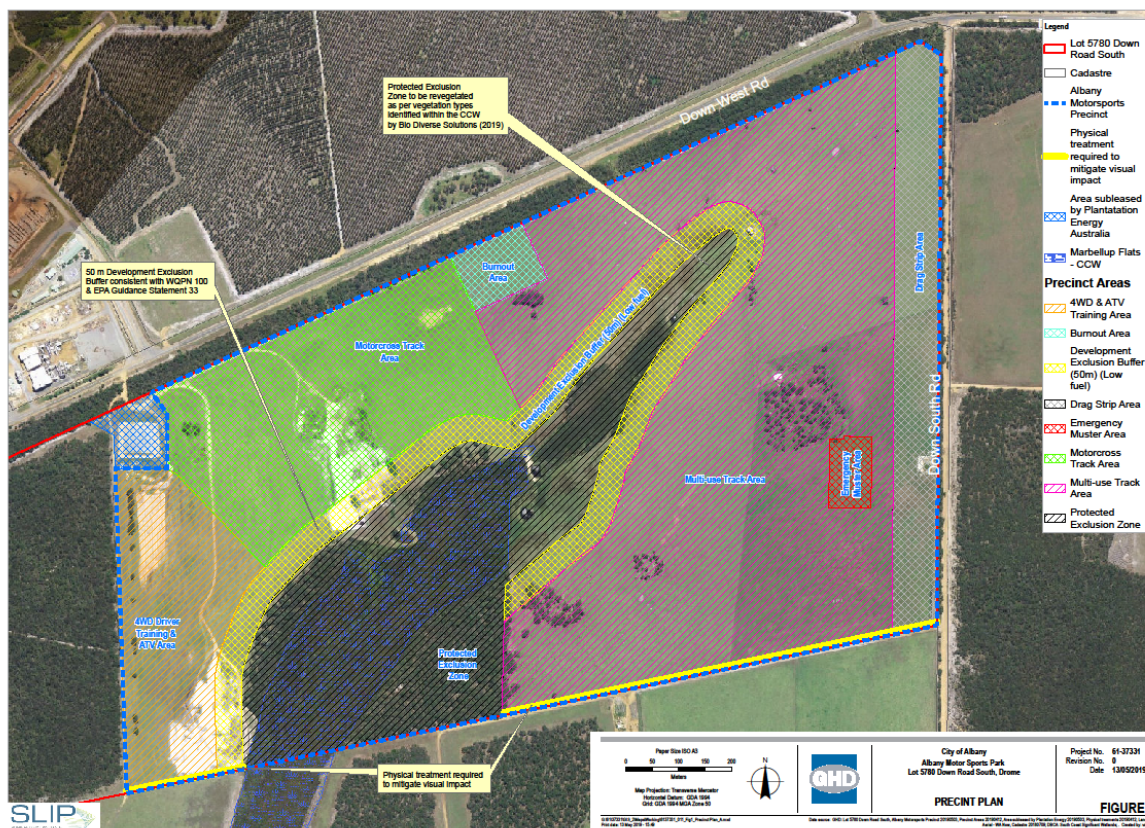 Protected Exclusion
Zone to be revegetated
as per vegetation types
identified within the CCW
by Bio Diverse Solutions (2019)
Down West Rd
50 m Development Exclusion
Buffer consistent with WQPN 100
& EPA Guidance Statement 33
Burnout
Area
Motorcross Track
Area
Development Exclusion Buffer (50m) (Low fuel)
Drag Strip Area
Down South Rd
Multi-use Track Area
Emergency
Muster Area
4WD Driver
Training &
ATV Area
Protected
Exclusion
Zone
Physical treatment required
to mitigate visual impact
Legend
Lot 5780 Down
Road South
Cadastre
Albany
Motorsports
Precinct
Physical
treatment
required to
mitigate visual
impact
Area subleased
by Plantatation
Energy
Australia
Marbellup Flats
- CCW
Precinct Areas
4WD & ATV
Training Area
Burnout Area
Development
Exclusion Buffer
(50m) (Low
fuel)
Drag Strip Area
Emergency
Muster Area
Motorcross
Track Area
Multi-use Track
Area
Protected
Exclusion Zone
SLIP
Paper Size ISO A3
0 50 100 150 200
Meters
Map Projection: Transverse Mercator
Horizontal Datum: GDA 1994
Grid: GDA 1994 MGA Zone 50
N
GHD
City of Albany
Albany Motor Sports Park
Lot 5780 Down Road South, Drome
PRECINT PLAN
Project No. 61-37331
Revision No. 0
Date 13/05/2019
FIGURE